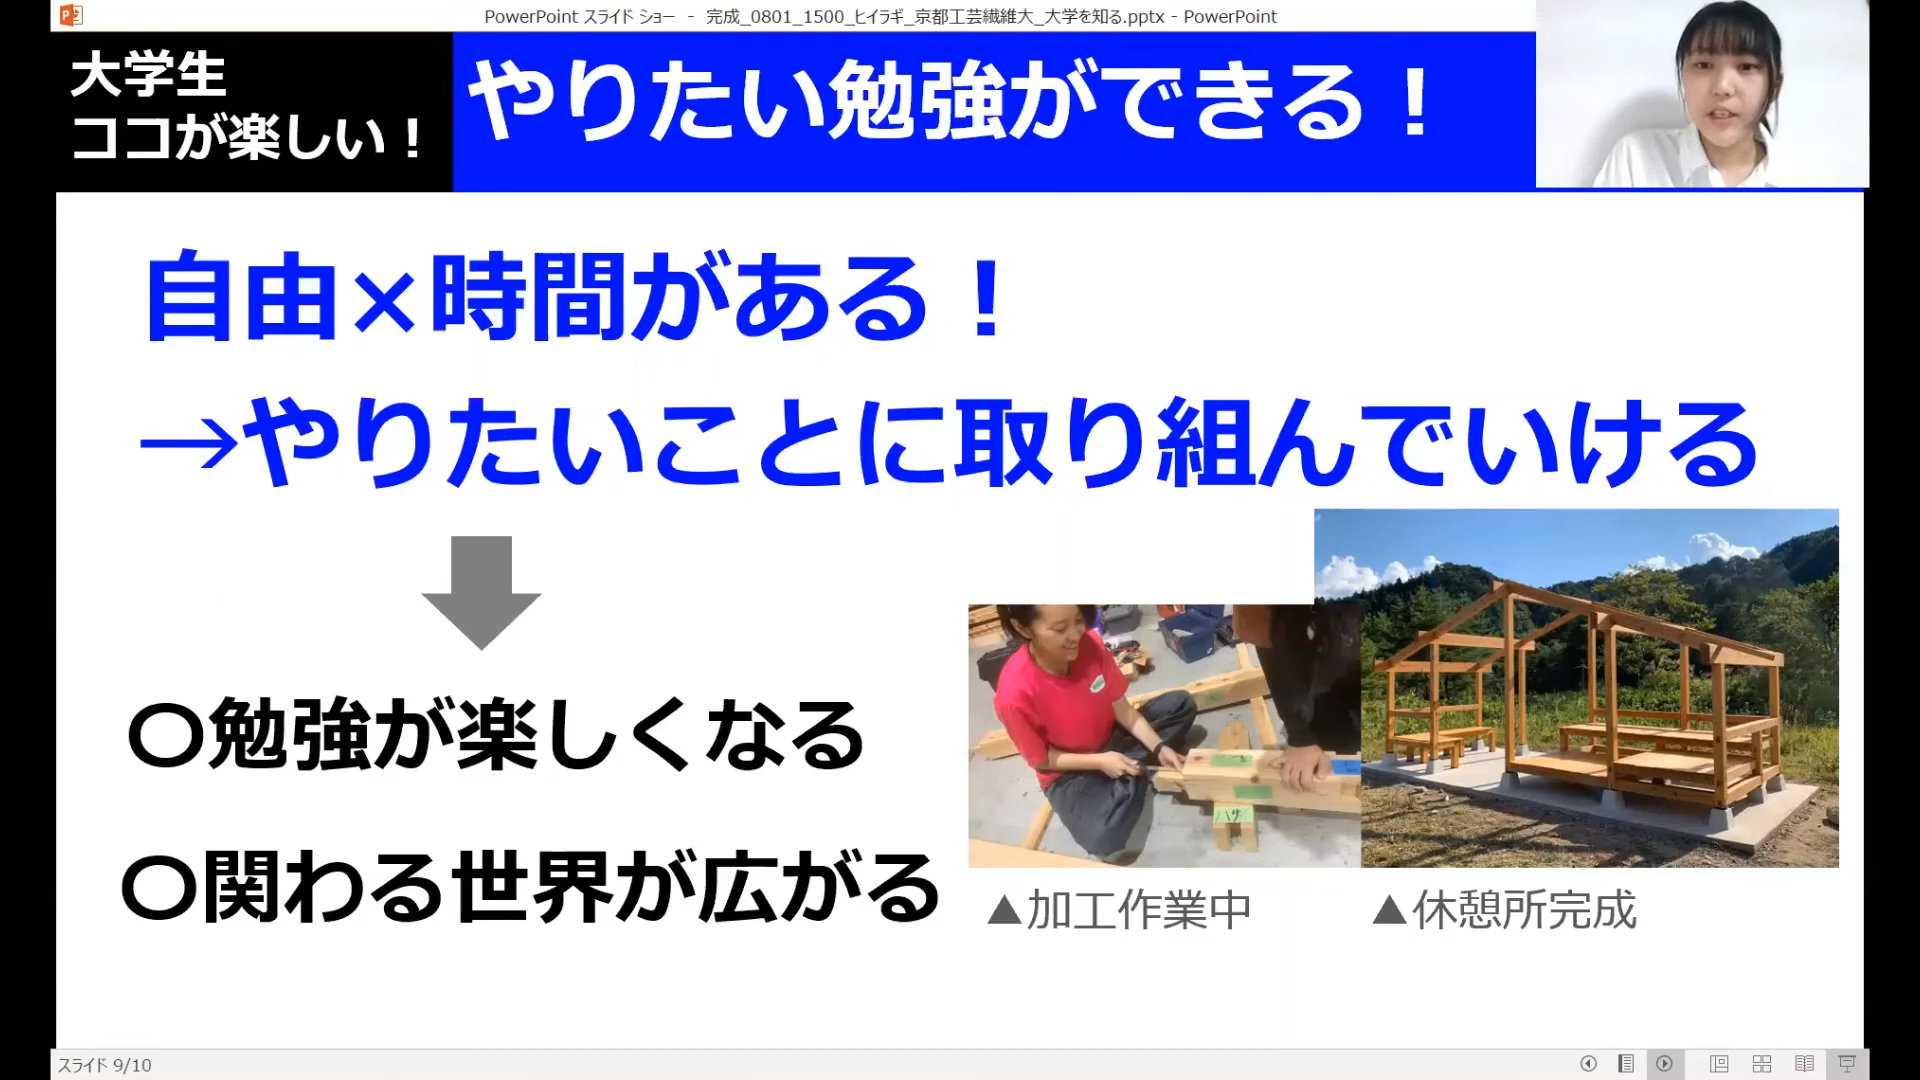 PowerPoint スライド ショー - 完成_0801_1500_ヒイラギ_京都工芸繊維大_大学を知る.pptx - PowerPoint
大学生
ココが楽しい！
やりたい勉強ができる！
自由×時間がある！
→やりたいことに取り組んでいける
〇勉強が楽しくなる
〇関わる世界が広がる
▲加工作業中
▲休憩所完成
スライド 9/10